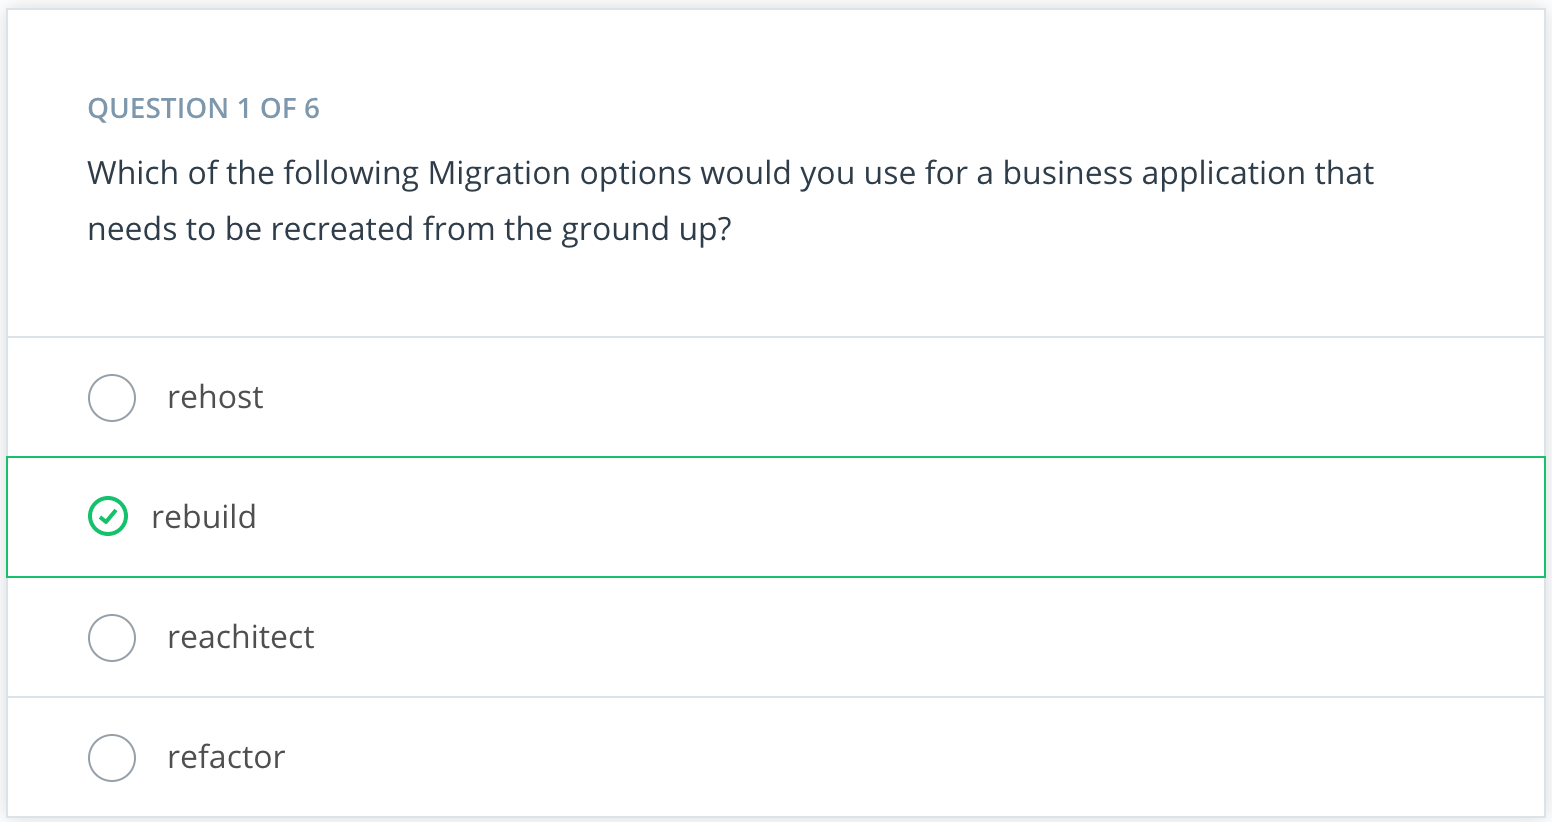 QUESTION 1 OF 6
Which of the following Migration options would you use for a business application that
needs to be recreated from the ground up?
rehost
rebuild
reachitect
refactor